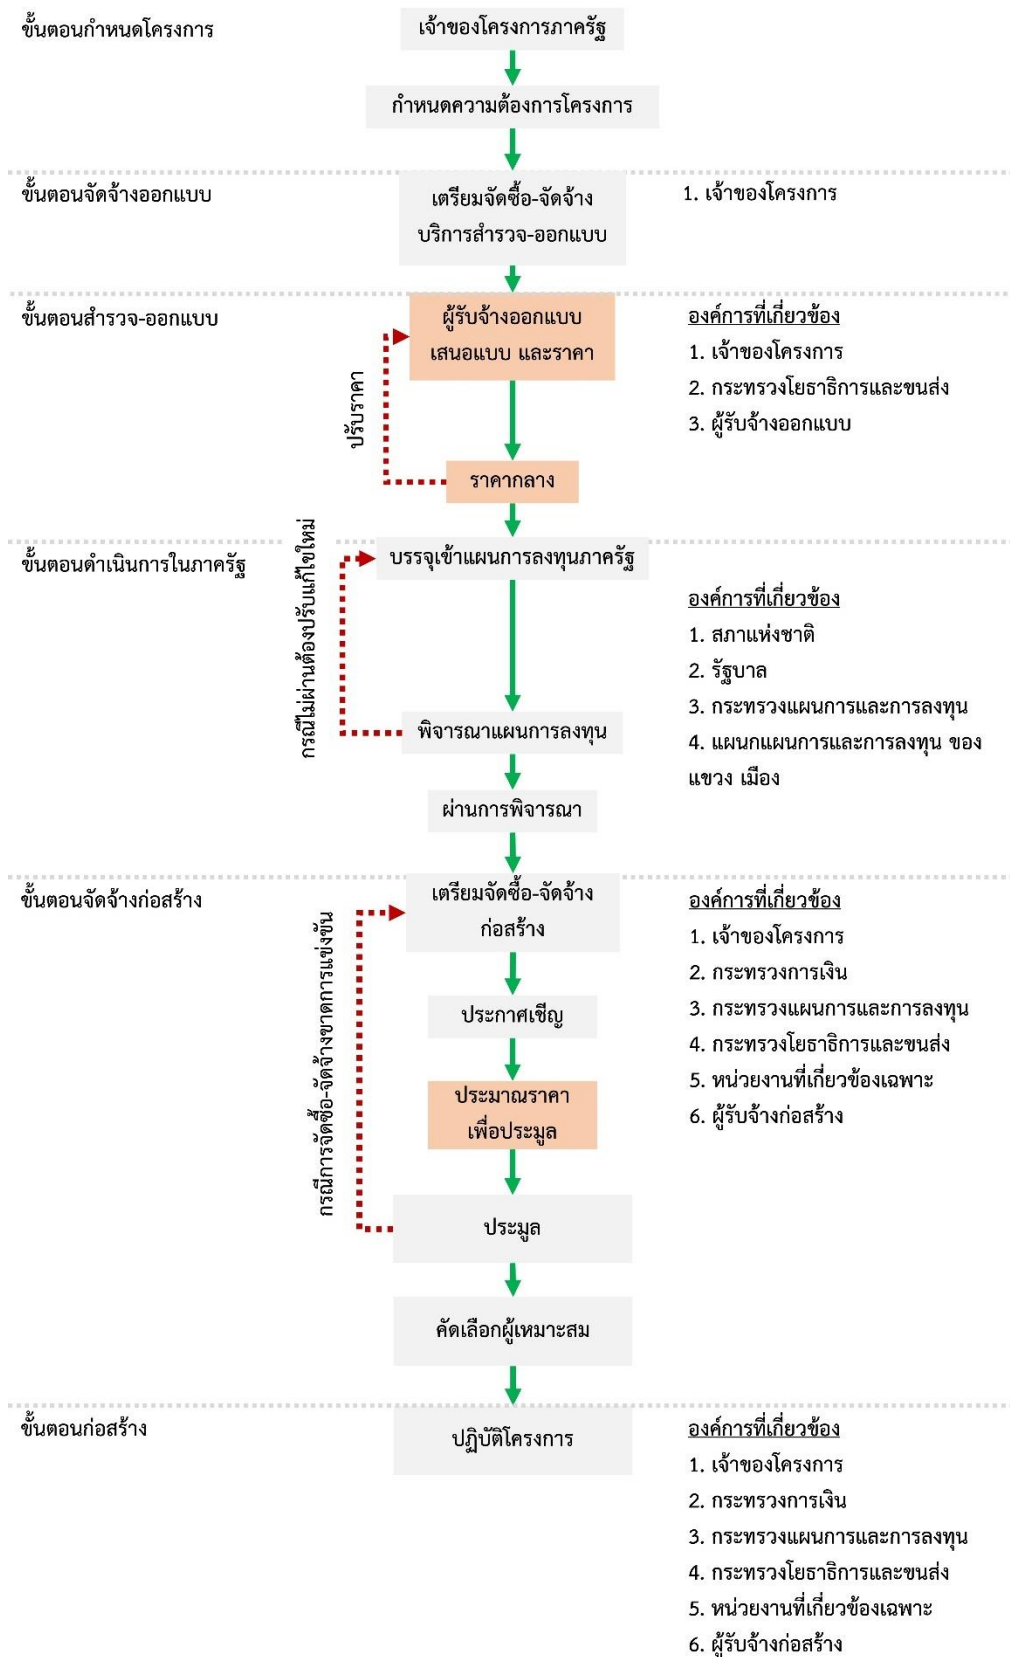 ขั้นตอนกำหนดโครงการ
เจ้าของโครงการภาครัฐ
กำหนดความต้องการโครงการ
ขั้นตอนจัดจ้างออกแบบ
เตรียมจัดซื้อ-จัดจ้าง
บริการสำรวจ-ออกแบบ
1. เจ้าของโครงการ
ขั้นตอนสำรวจ-ออกแบบ
ผู้รับจ้างออกแบบ
เสนอแบบ และราคา
ปรับราคา
ราคากลาง
องค์การที่เกี่ยวข้อง
1. เจ้าของโครงการ
2. กระทรวงโยธาธิการและขนส่ง
3. ผู้รับจ้างออกแบบ
ขั้นตอนดำเนินการในภาครัฐ
กรณีไม่ผ่านต้องปรับแก้ไขใหม่
บรรจุเข้าแผนการลงทุนภาครัฐ
พิจารณาแผนการลงทุน
ผ่านการพิจารณา
องค์การที่เกี่ยวข้อง
1. สภาแห่งชาติ
2. รัฐบาล
3. กระทรวงแผนการและการลงทุน
4. แผนกแผนการและการลงทุน ของ
แขวง เมือง
ขั้นตอนจัดจ้างก่อสร้าง
กรณีการจัดซื้อ-จัดจ้างขาดการแข่งขัน
เตรียมจัดซื้อ-จัดจ้าง
ก่อสร้าง
ประกาศเชิญ
ประมาณราคา
เพื่อประมูล
ประมูล
คัดเลือกผู้เหมาะสม
องค์การที่เกี่ยวข้อง
1. เจ้าของโครงการ
2. กระทรวงการเงิน
3. กระทรวงแผนการและการลงทุน
4. กระทรวงโยธาธิการและขนส่ง
5. หน่วยงานที่เกี่ยวข้องเฉพาะ
6. ผู้รับจ้างก่อสร้าง
ขั้นตอนก่อสร้าง
ปฏิบัติโครงการ
องค์การที่เกี่ยวข้อง
1. เจ้าของโครงการ
2. กระทรวงการเงิน
3. กระทรวงแผนการและการลงทุน
4. กระทรวงโยธาธิการและขนส่ง
5. หน่วยงานที่เกี่ยวข้องเฉพาะ
6. ผู้รับจ้างก่อสร้าง